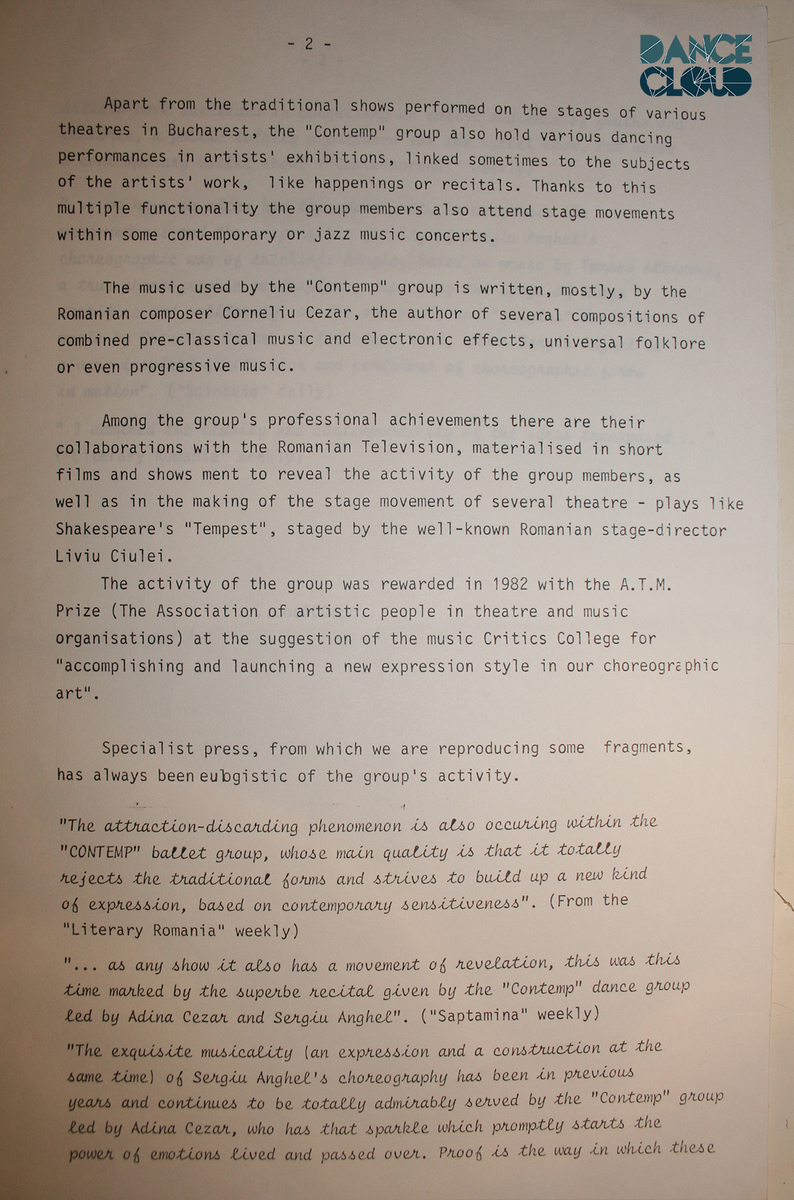 - 2 -
DANCE
CLOUD
Apart from the traditional shows performed on the stages of various
theatres in Bucharest, the "Contemp" group also hold various dancing
performances in artists' exhibitions, linked sometimes to the subjects
of the artists' work, like happenings or recitals. Thanks to this
multiple functionality the group members also attend stage movements
within some contemporary or jazz music concerts.
The music used by the "Contemp" group is written, mostly, by the
Romanian composer Corneliu Cezar, the author of several compositions of
combined pre-classical music and electronic effects, universal folklore
or even progressive music.
Among the group's professional achievements there are their
collaborations with the Romanian Television, materialised in short
films and shows ment to reveal the activity of the group members, as
well as in the making of the stage movement of several theatre - plays like
Shakespeare's "Tempest", staged by the well-known Romanian stage-director
Liviu Ciulei.
The activity of the group was rewarded in 1982 with the A.T.M.
Prize (The Association of artistic people in theatre and music
organisations) at the suggestion of the music Critics College for
"accomplishing and launching a new expression style in our choreographic
art".
Specialist press, from which we are reproducing some fragments,
has always been eulogistic of the group's activity.
"The attraction-discarding phenomenon is also occuring within the
"CONTEMP" ballet group, whose main quality is that it totally
rejects the traditional forms and strives to build up a new kind
of expression, based on contemporary sensitiveness". (From the
"Literary Romania" weekly)
"... as any show it also has a movement of revelation, this was this
time marked by the superbe recital given by the "Contemp" dance group
led by Adina Cezar and Sergiu Anghel". ("Saptamina" weekly)
"The exquisite musicality (an expression and a construction at the
same time) of Sergiu Anghel's choreography has been in previous
years and continues to be totally admirably served by the "Contemp" group
led by Adina Cezar, who has that sparkle which promptly starts the
power of emotions lived and passed over. Proof is the way in which these